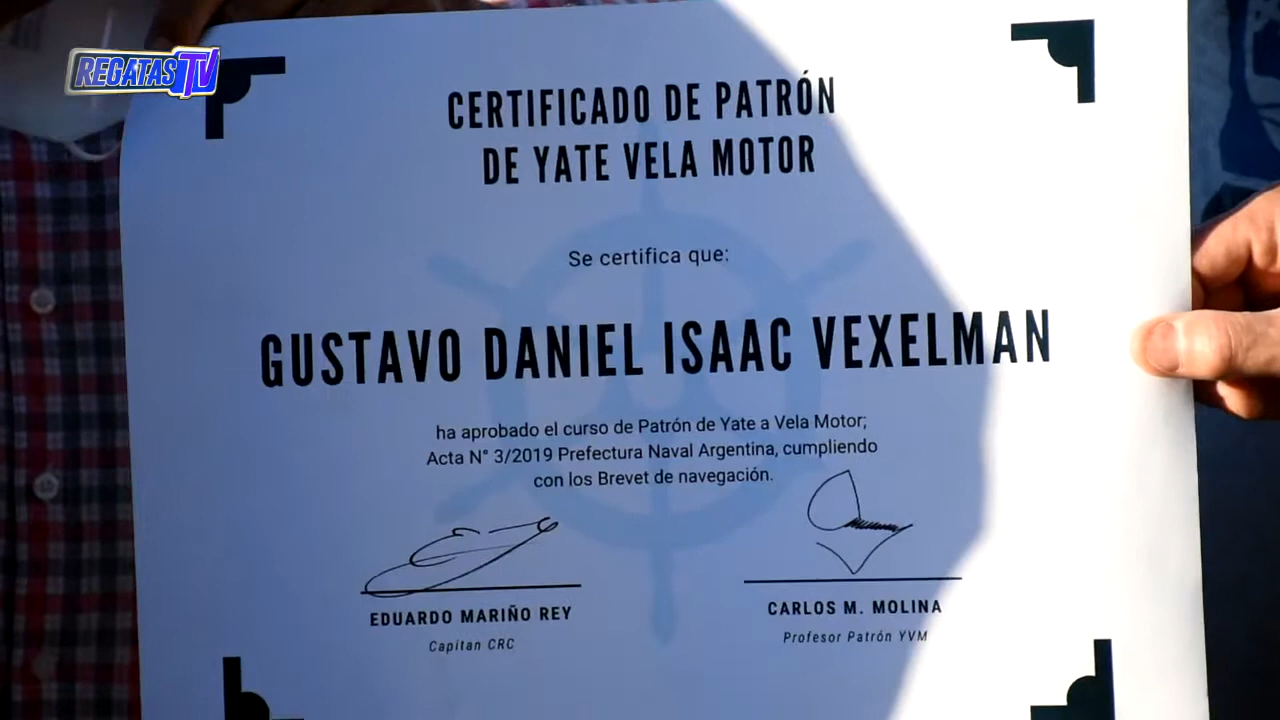 REGATAS TV
CERTIFICADO DE PATRÓN
DE YATE VELA MOTOR
Se certifica que:
GUSTAVO DANIEL ISAAC VEXELMAN
ha aprobado el curso de Patrón de Yate a Vela Motor;
Acta N° 3/2019 Prefectura Naval Argentina, cumpliendo
con los Brevet de navegación.
EDUARDO MARIÑO REY
Capitan CRC
CARLOS M. MOLINA
Profesor Patrón YVM